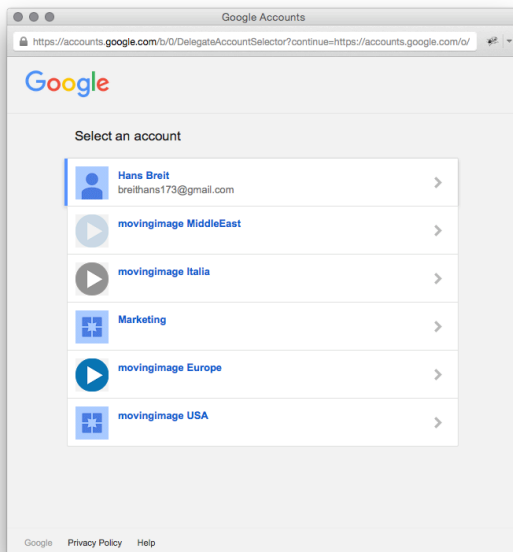 Google Accounts
https://accounts.google.com/b/0/DelegateAccountSelector?continue=https://accounts.google.com/o/
Google
Select an account
Hans Breit
breithans173@gmail.com
movingimage MiddleEast
movingimage Italia
Marketing
movingimage Europe
movingimage USA
Google Privacy Policy Help